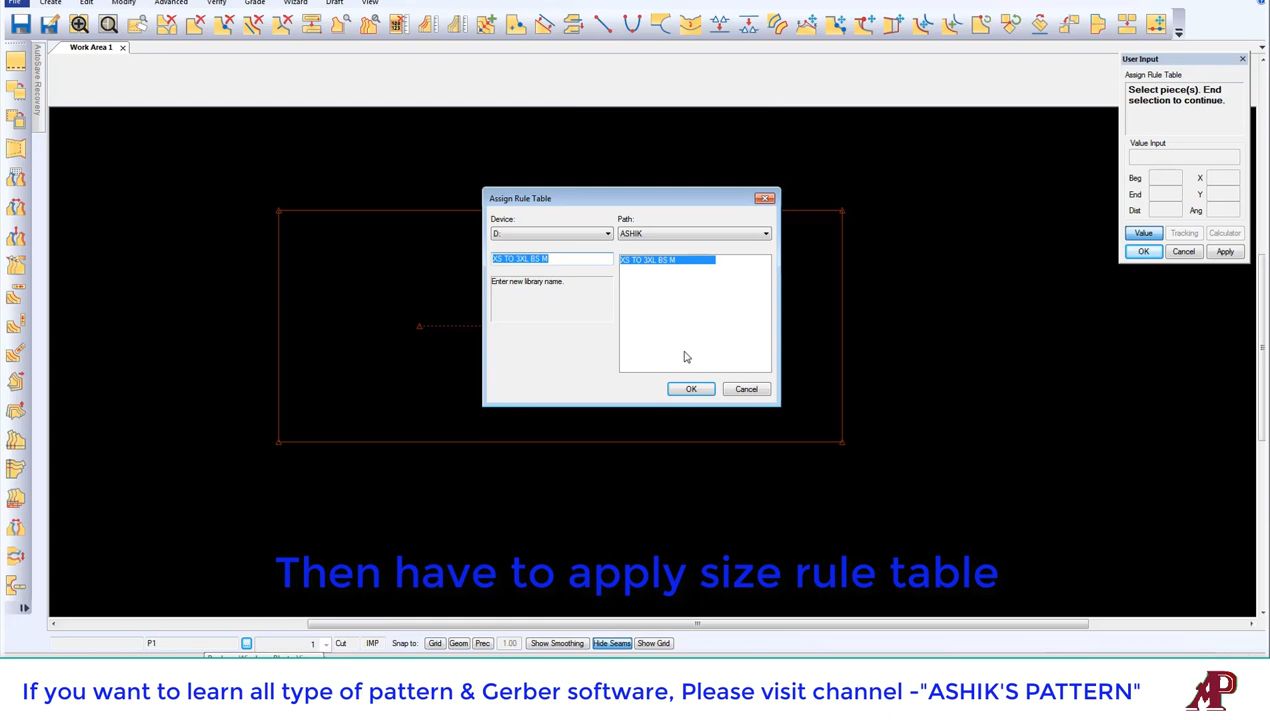 File Create Edit Modify Advanced Verify Grade Wizard Draft View
Work Area 1
AutoSave Recovery
User Input
Assign Rule Table
Select piece(s). End
selection to continue.
Value Input
Beg X
End Y
Dist Ang
Value Tracking Calculator
OK Cancel Apply
Assign Rule Table
Device: Path:
D: ASHIK
XS TO 3XL BS M XS TO 3XL BS M
Enter new library name.
OK Cancel
Then have to apply size rule table
P1 1 Cut IMP Snap to: Grid Geom Prec 1.00 Show Smoothing Hide Seams Show Grid
If you want to learn all type of pattern & Gerber software, Please visit channel -"ASHIK'S PATTERN"
AP